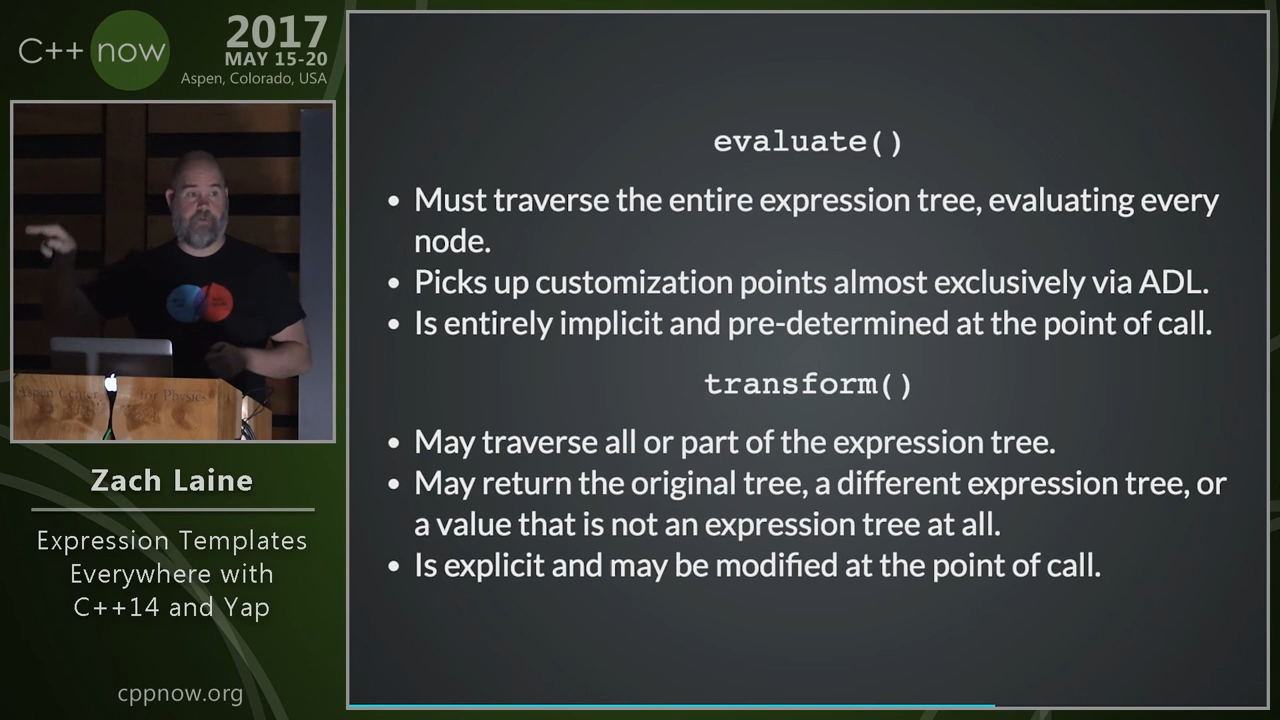 C++ now
2017
MAY 15-20
Aspen, Colorado, USA
Aspen Center for Physics
Zach Laine
Expression Templates
Everywhere with
C++14 and Yap
cppnow.org
evaluate()
• Must traverse the entire expression tree, evaluating every
node.
• Picks up customization points almost exclusively via ADL.
• Is entirely implicit and pre-determined at the point of call.
transform()
• May traverse all or part of the expression tree.
• May return the original tree, a different expression tree, or
a value that is not an expression tree at all.
• Is explicit and may be modified at the point of call.